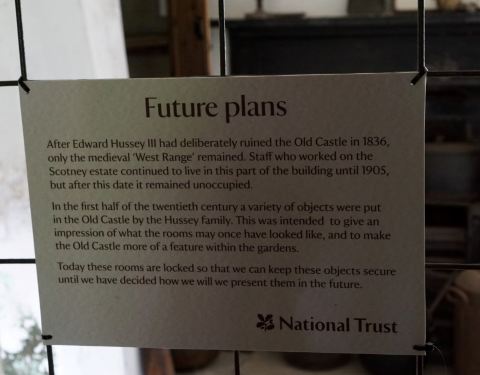 Future plans
After Edward Hussey III had deliberately ruined the Old Castle in 1836,
only the medieval 'West Range' remained. Staff who worked on the
Scotney estate continued to live in this part of the building until 1905,
but after this date it remained unoccupied.
In the first half of the twentieth century a variety of objects were put
in the Old Castle by the Hussey family. This was intended to give an
impression of what the rooms may once have looked like, and to make
the Old Castle more of a feature within the gardens.
Today these rooms are locked so that we can keep these objects secure
until we have decided how we will we present them in the future.
National Trust